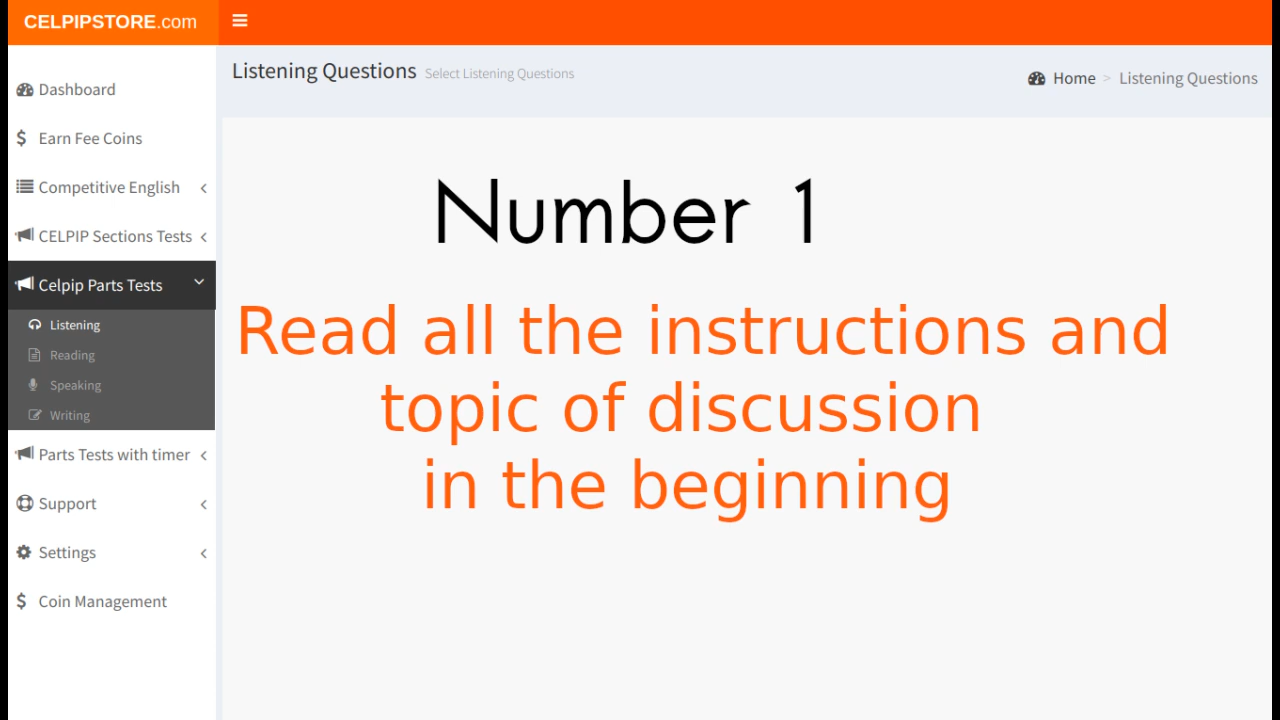 CELPIPSTORE.com
Listening Questions Select Listening Questions
Home > Listening Questions
Dashboard
Earn Fee Coins
Competitive English
CELPIP Sections Tests
Celpip Parts Tests
Listening
Reading
Speaking
Writing
Parts Tests with timer
Support
Settings
Coin Management
Number 1
Read all the instructions and
topic of discussion
in the beginning